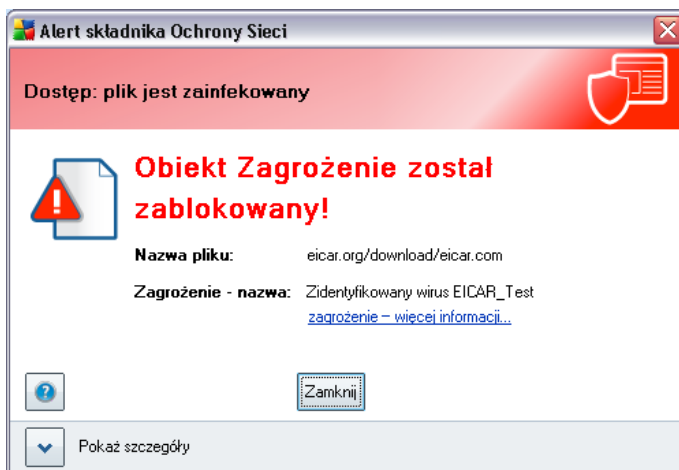 Alert składnika Ochrony Sieci
Dostęp: plik jest zainfekowany
Obiekt Zagrożenie został
zablokowany!
Nazwa pliku: eicar.org/download/eicar.com
Zagrożenie - nazwa: Zidentyfikowany wirus EICAR_Test
zagrożenie – więcej informacji...
Zamknij
Pokaż szczegóły